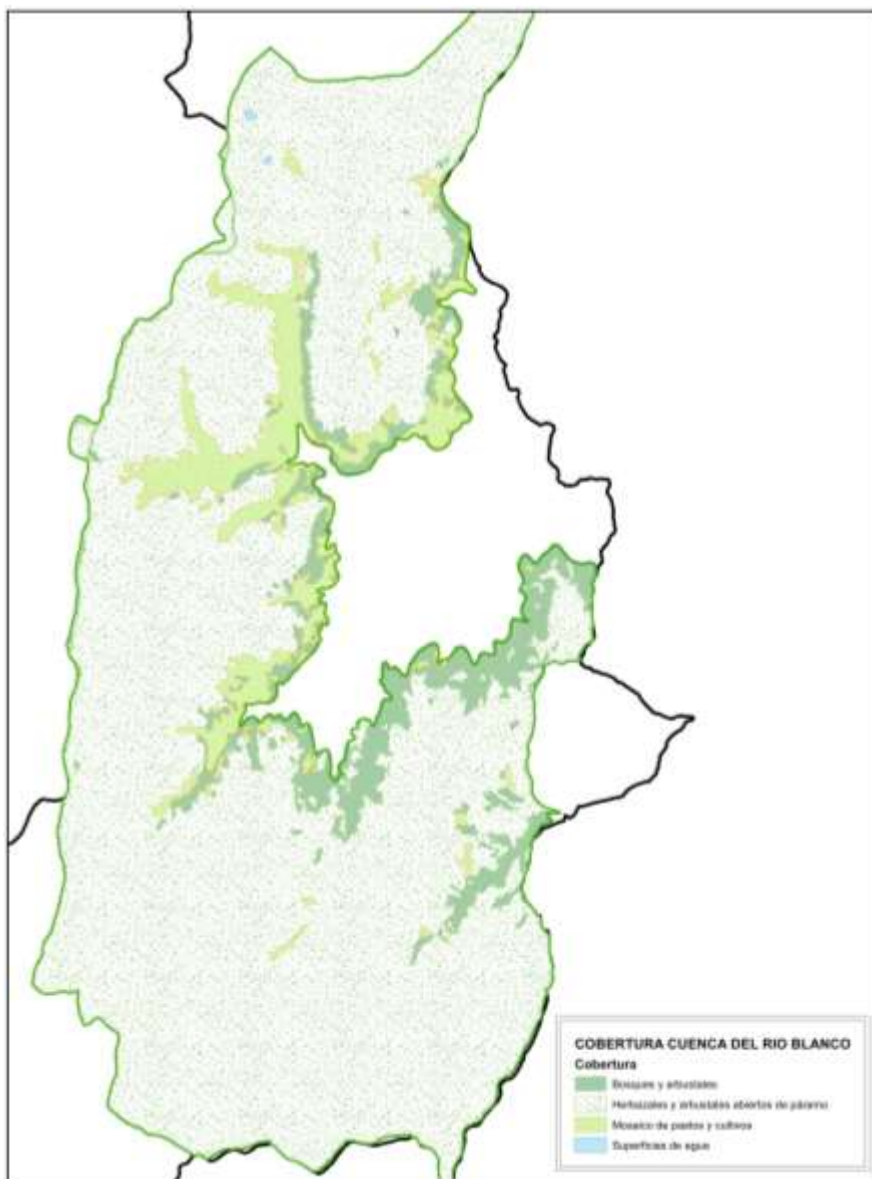 COBERTURA CUENCA DEL RIO BLANCO
Cobertura
Bosques y arbustales
Herbazales y arbustales abiertos de páramo
Mosaico de pastos y cultivos
Superficies de agua